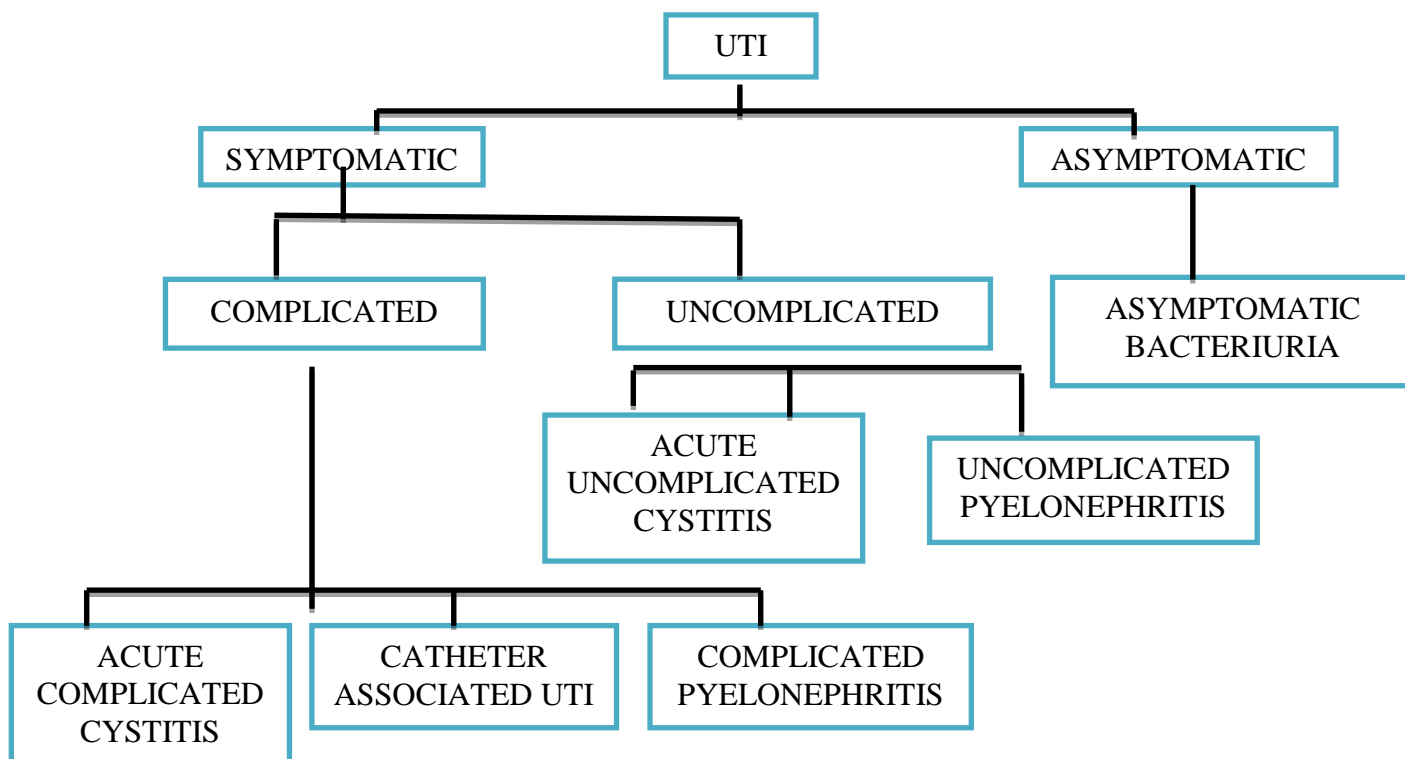 UTI
SYMPTOMATIC
ASYMPTOMATIC
COMPLICATED
UNCOMPLICATED
ASYMPTOMATIC
BACTERIURIA
ACUTE
UNCOMPLICATED
CYSTITIS
UNCOMPLICATED
PYELONEPHRITIS
ACUTE
COMPLICATED
CYSTITIS
CATHETER
ASSOCIATED UTI
COMPLICATED
PYELONEPHRITIS